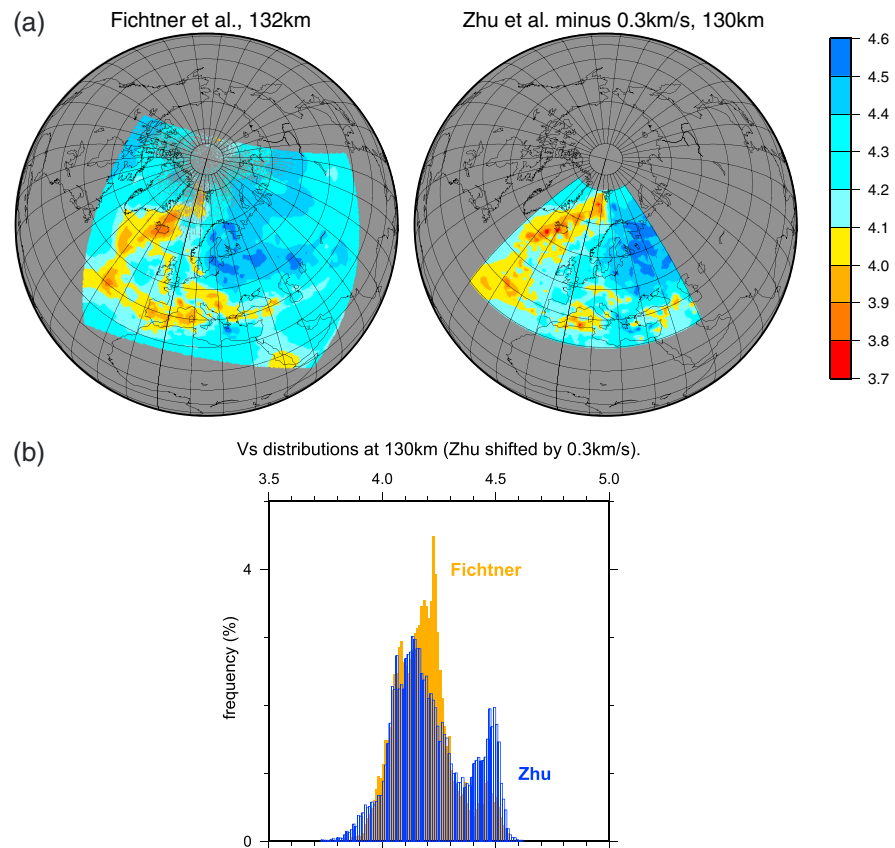 (a)
Fichtner et al., 132km
Zhu et al. minus 0.3km/s, 130km
4.6
4.5
4.4
4.3
4.2
4.1
4.0
3.9
3.8
3.7
(b)
Vs distributions at 130km (Zhu shifted by 0.3km/s).
3.5 4.0 4.5 5.0
4
Fichtner
frequency (%)
Zhu
0